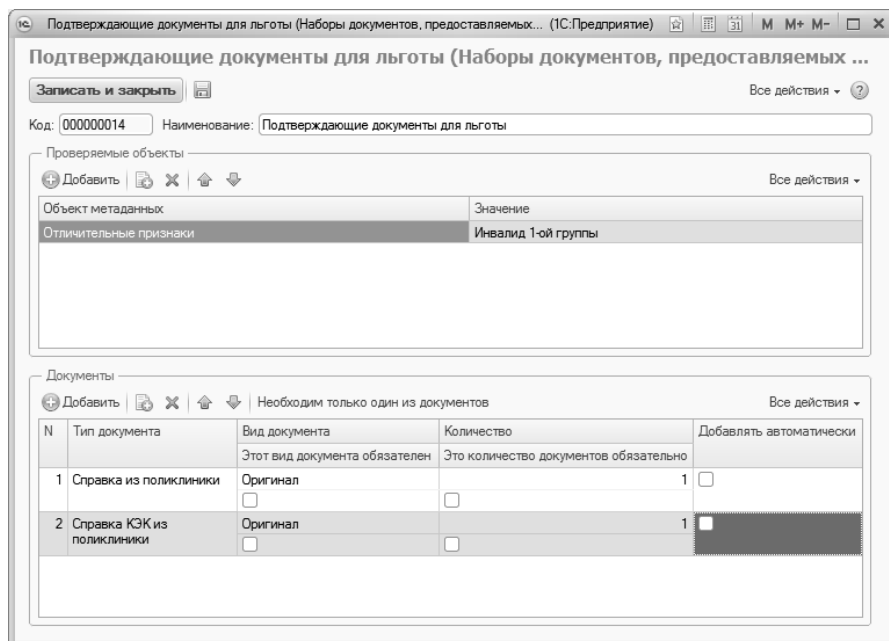 Подтверждающие документы для льготы (Наборы документов, предоставляемых... (1С:Предприятие) 31 M M+ M-
Подтверждающие документы для льготы (Наборы документов, предоставляемых ...
Записать и закрыть Все действия ?
Код: 000000014 Наименование: Подтверждающие документы для льготы
Проверяемые объекты
Добавить Все действия
Объект метаданных Значение
Отличительные признаки Инвалид 1-ой группы
Документы
Добавить Необходим только один из документов Все действия
N Тип документа Вид документа Количество Добавлять автоматически
Этот вид документа обязателен Это количество документов обязательно
1 Справка из поликлиники Оригинал 1
2 Справка КЭК из Оригинал 1
поликлиники